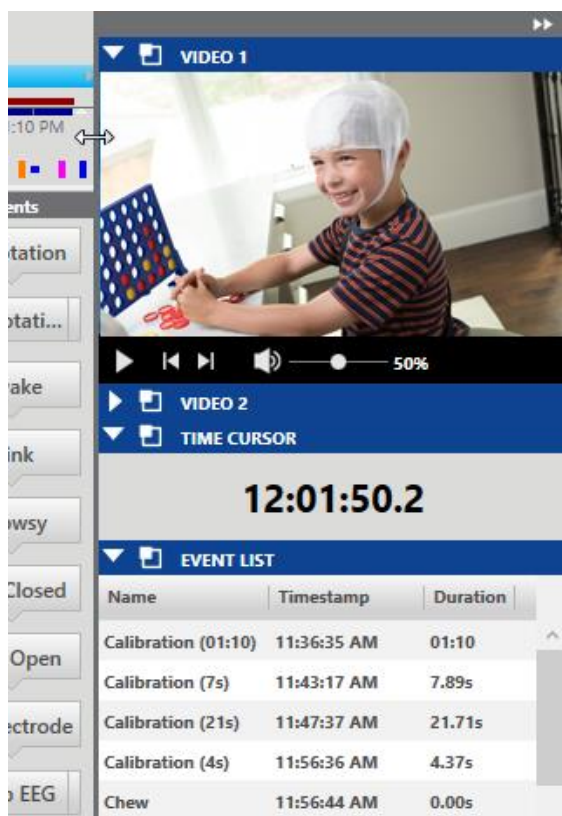 VIDEO 1
:10 PM
ents
tation
tati...
ake
ink
wsy
Closed
Open
ectrode
EEG
50%
VIDEO 2
TIME CURSOR
12:01:50.2
EVENT LIST
Name Timestamp Duration
Calibration (01:10) 11:36:35 AM 01:10
Calibration (7s) 11:43:17 AM 7.89s
Calibration (21s) 11:47:37 AM 21.71s
Calibration (4s) 11:56:36 AM 4.37s
Chew 11:56:44 AM 0.00s